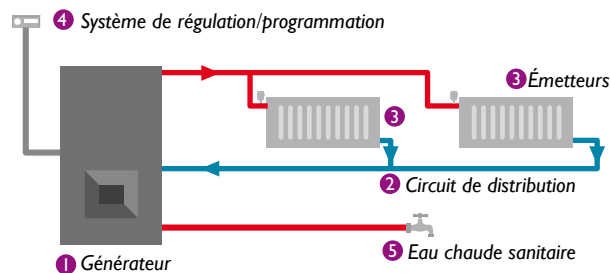 4 Système de régulation/programmation
3 Émetteurs
3
2 Circuit de distribution
5 Eau chaude sanitaire
1 Générateur